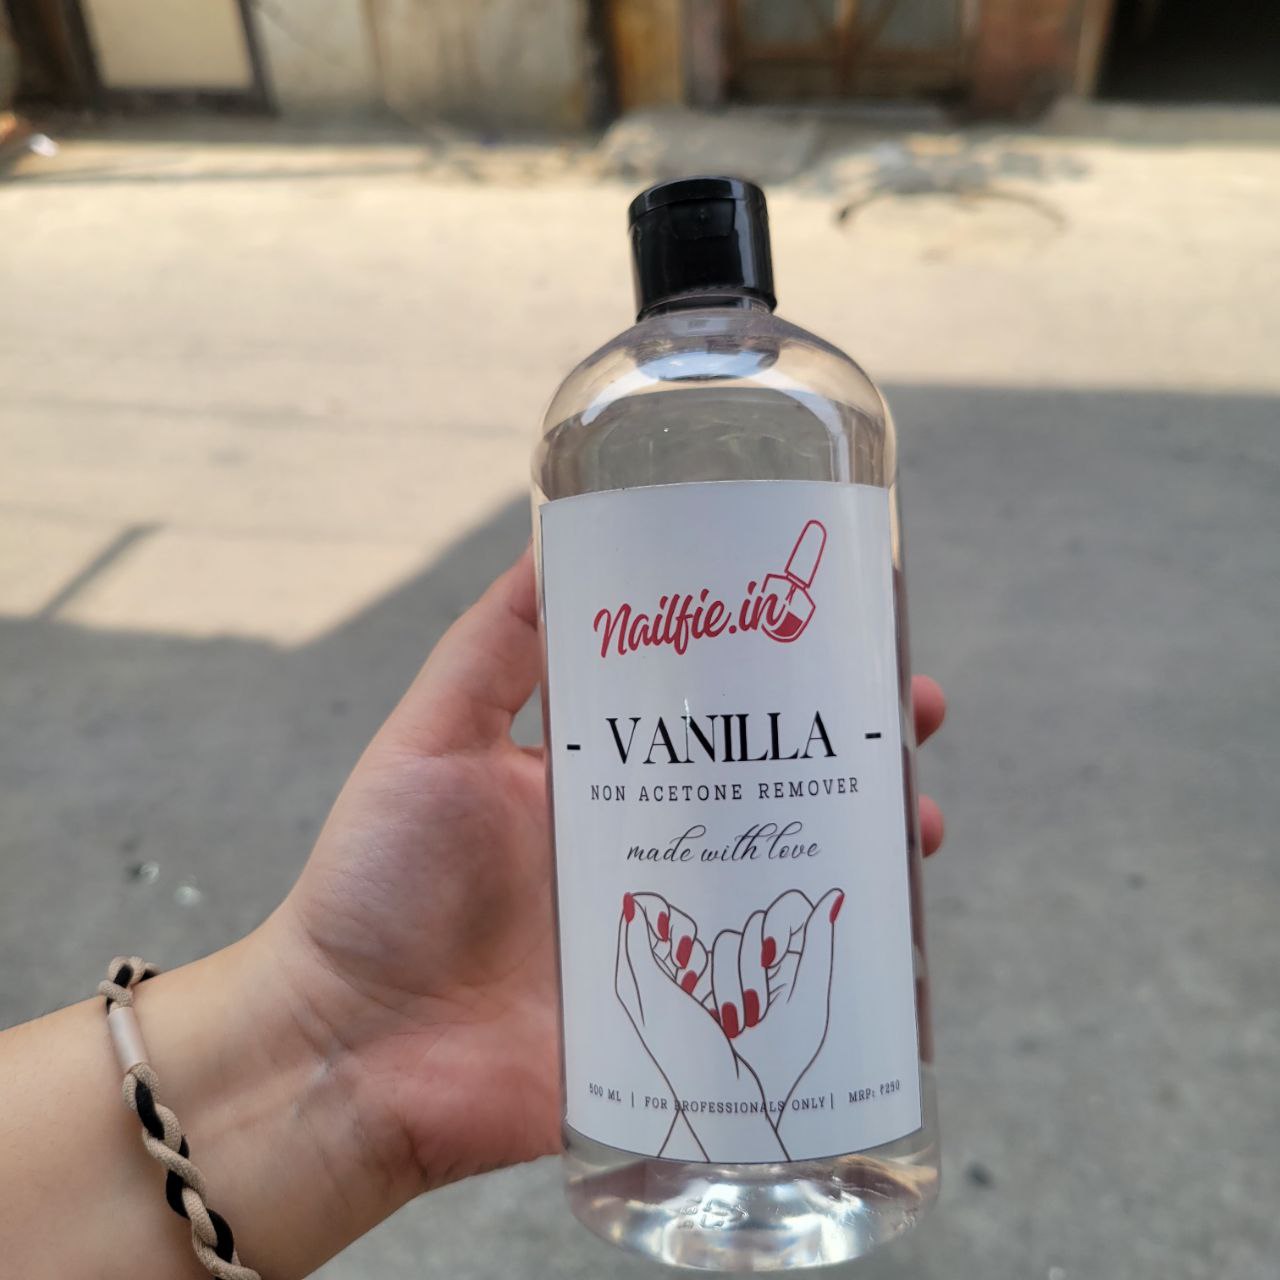 Nailfie.in
- VANILLA -
NON ACETONE REMOVER
made with love
500 ML | FOR PROFESSIONALS ONLY | MRP: ₹250